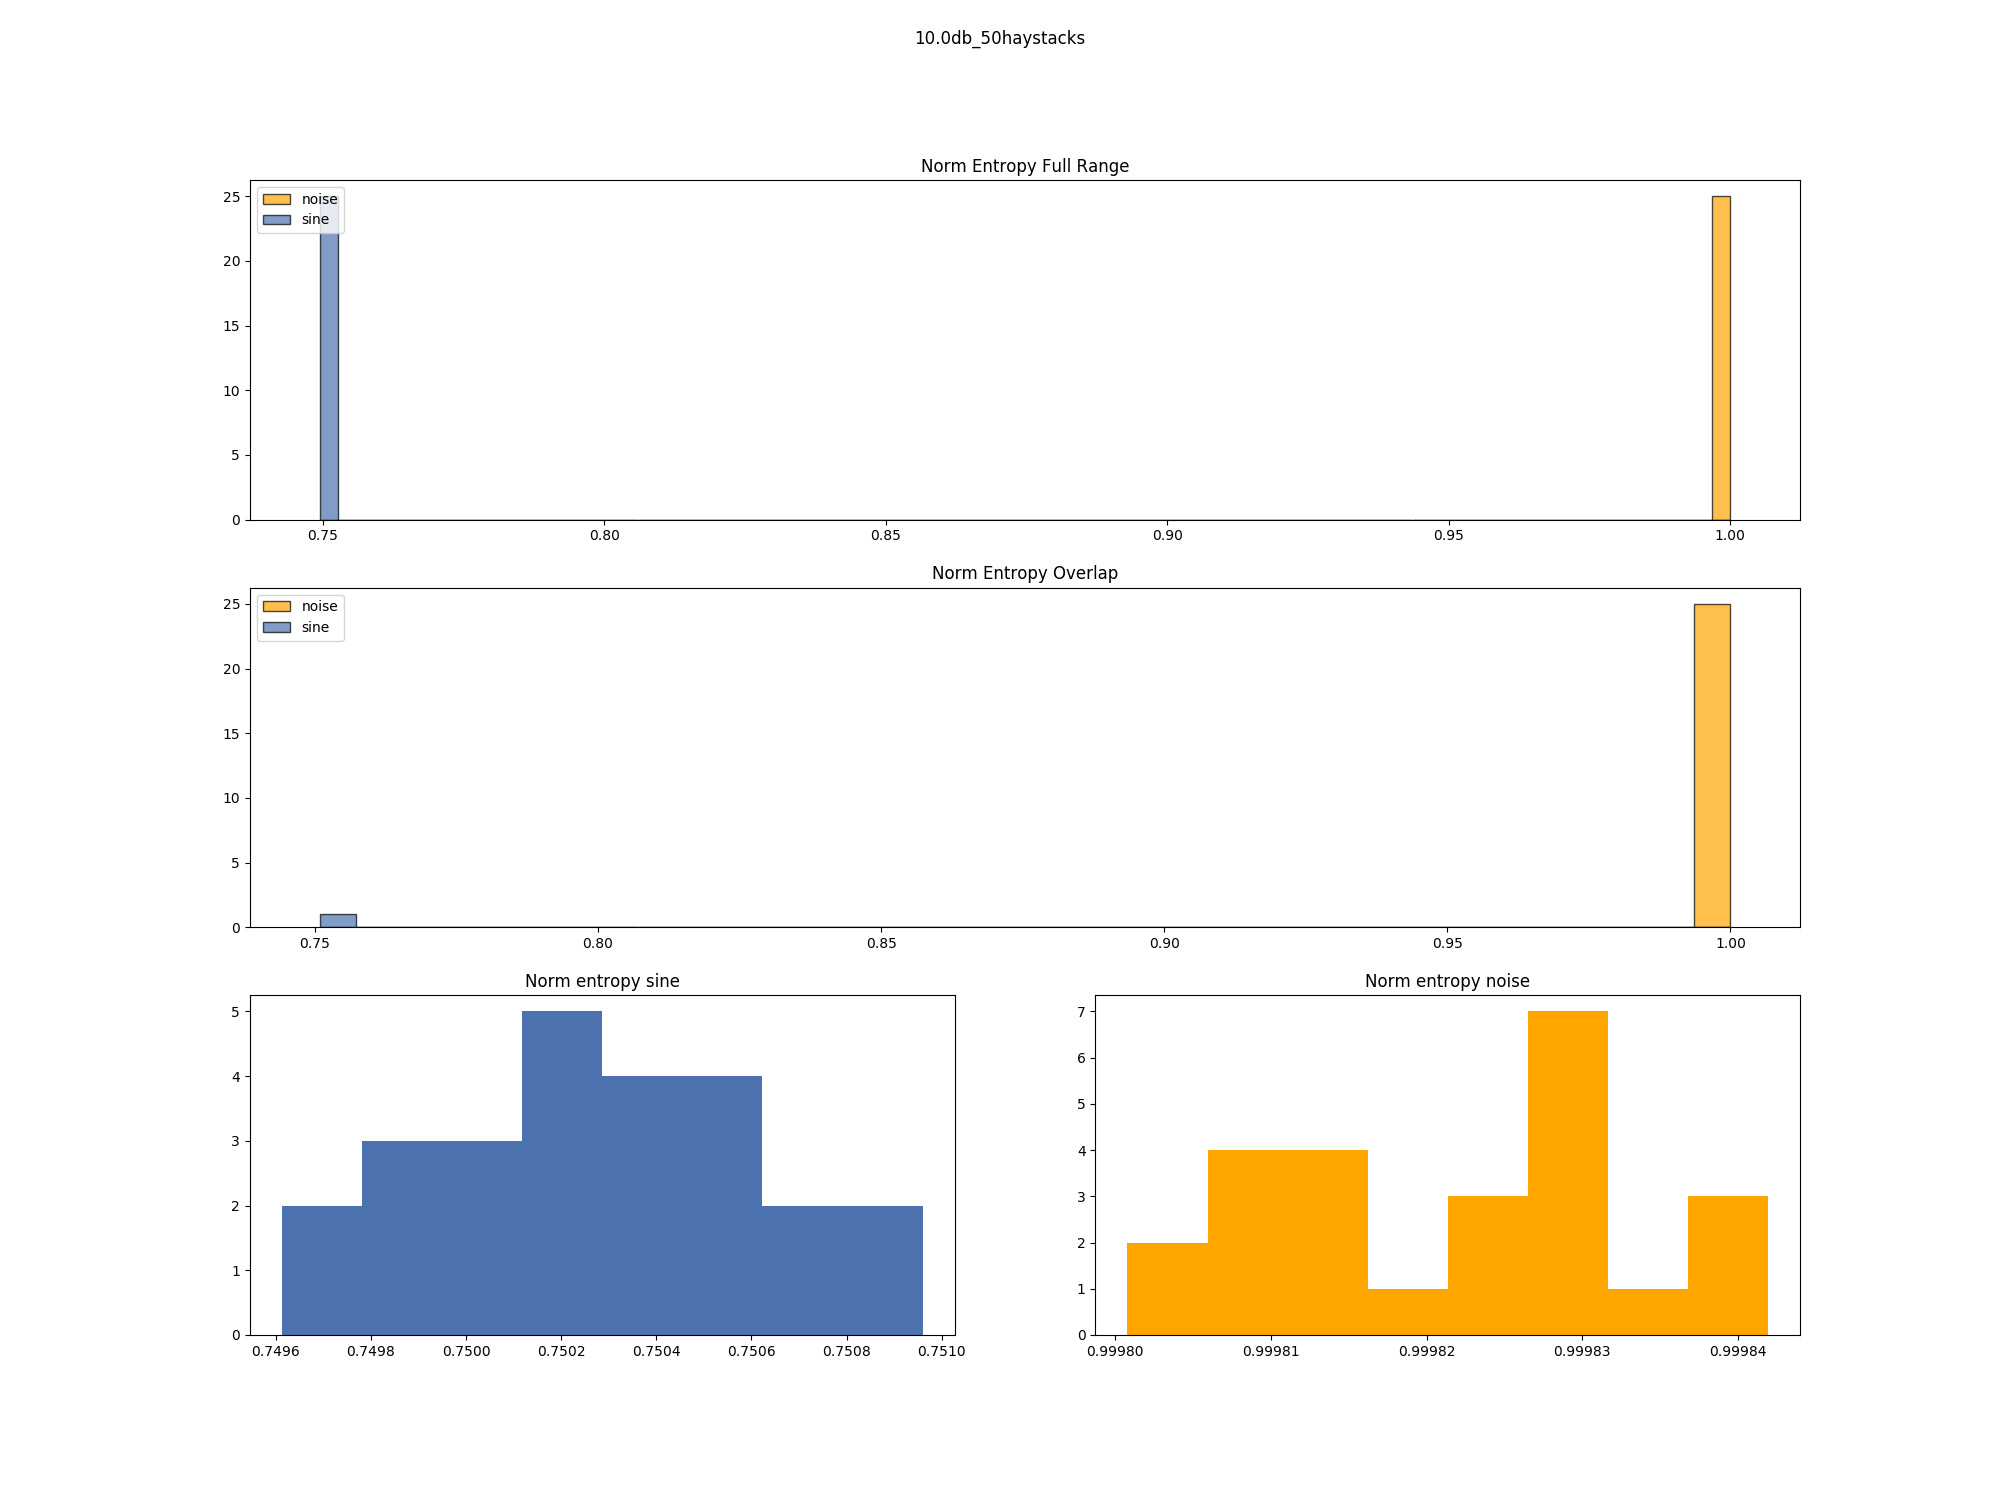 10.0db_50haystacks
Norm Entropy Full Range
25
20
15
10
5
0
noise
sine
0.75 0.80 0.85 0.90 0.95 1.00
Norm Entropy Overlap
25
20
15
10
5
0
noise
sine
0.75 0.80 0.85 0.90 0.95 1.00
Norm entropy sine
5
4
3
2
1
0
0.7496 0.7498 0.7500 0.7502 0.7504 0.7506 0.7508 0.7510
Norm entropy noise
7
6
5
4
3
2
1
0
0.99980 0.99981 0.99982 0.99983 0.99984